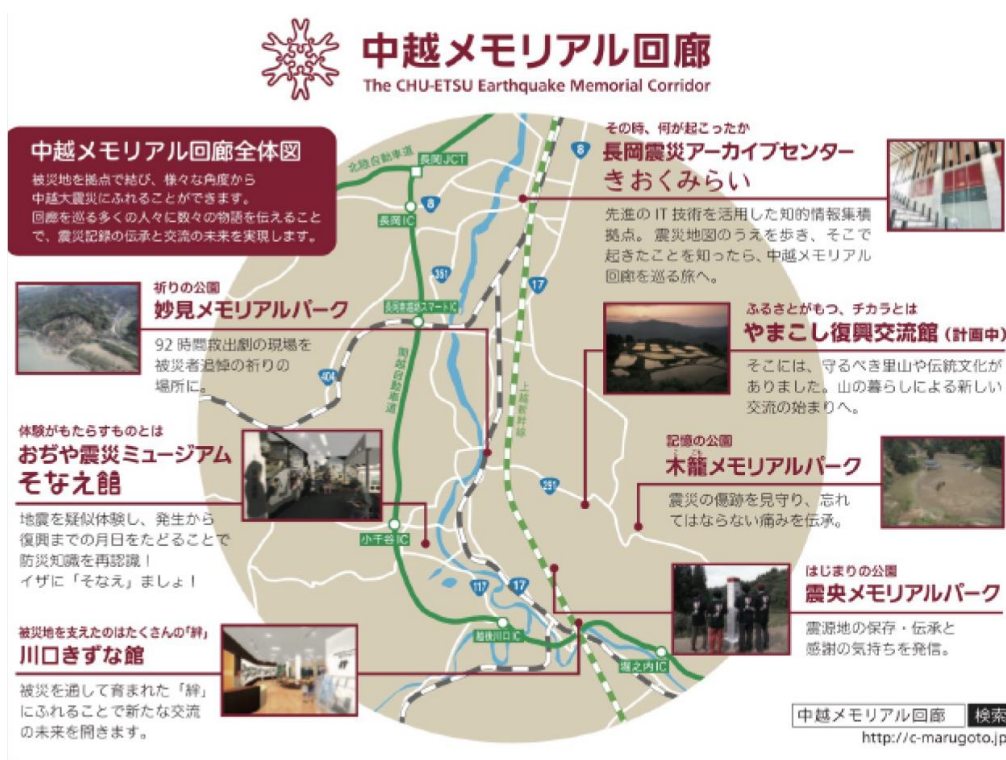 中越メモリアル回廊
The CHU-ETSU Earthquake Memorial Corridor
中越メモリアル回廊全体図
被災地を拠点で結び、様々な角度から
中越大震災にふれることができます。
回廊を巡る多くの人々に数々の物語を伝えること
で、震災記録の伝承と交流の未来を実現します。
その時、何が起こったか
長岡震災アーカイブセンター
きおくみらい
先進の IT 技術を活用した知的情報集積
拠点。震災地図のうえを歩き、そこで
起きたことを知ったら、中越メモリアル
回廊を巡る旅へ。
祈りの公園
妙見メモリアルパーク
92 時間救出劇の現場を
被災者追悼の祈りの
場所に。
ふるさとがもつ、チカラとは
やまこし復興交流館（計画中）
そこには、守るべき里山や伝統文化が
ありました。山の暮らしによる新しい
交流の始まりへ。
体験がもたらすものとは
おぢや震災ミュージアム
そなえ館
地震を疑似体験し、発生から
復興までの月日をたどることで
防災知識を再認識！
イザに「そなえ」ましょ！
記憶の公園
木籠メモリアルパーク
震災の傷跡を見守り、忘れ
てはならない痛みを伝承。
はじまりの公園
震央メモリアルパーク
震源地の保存・伝承と
感謝の気持ちを発信。
被災地を支えたのはたくさんの「絆」
川口きずな館
被災を通して育まれた「絆」
にふれることで新たな交流
の未来を開きます。
北陸自動車道
長岡JCT
8
長岡IC
8
351
17
長岡南越路スマートIC
404
関越自動車道
上越新幹線
291
小千谷IC
117
17
越後川口IC
堀之内IC
中越メモリアル回廊 検索
http://c-marugoto.jp